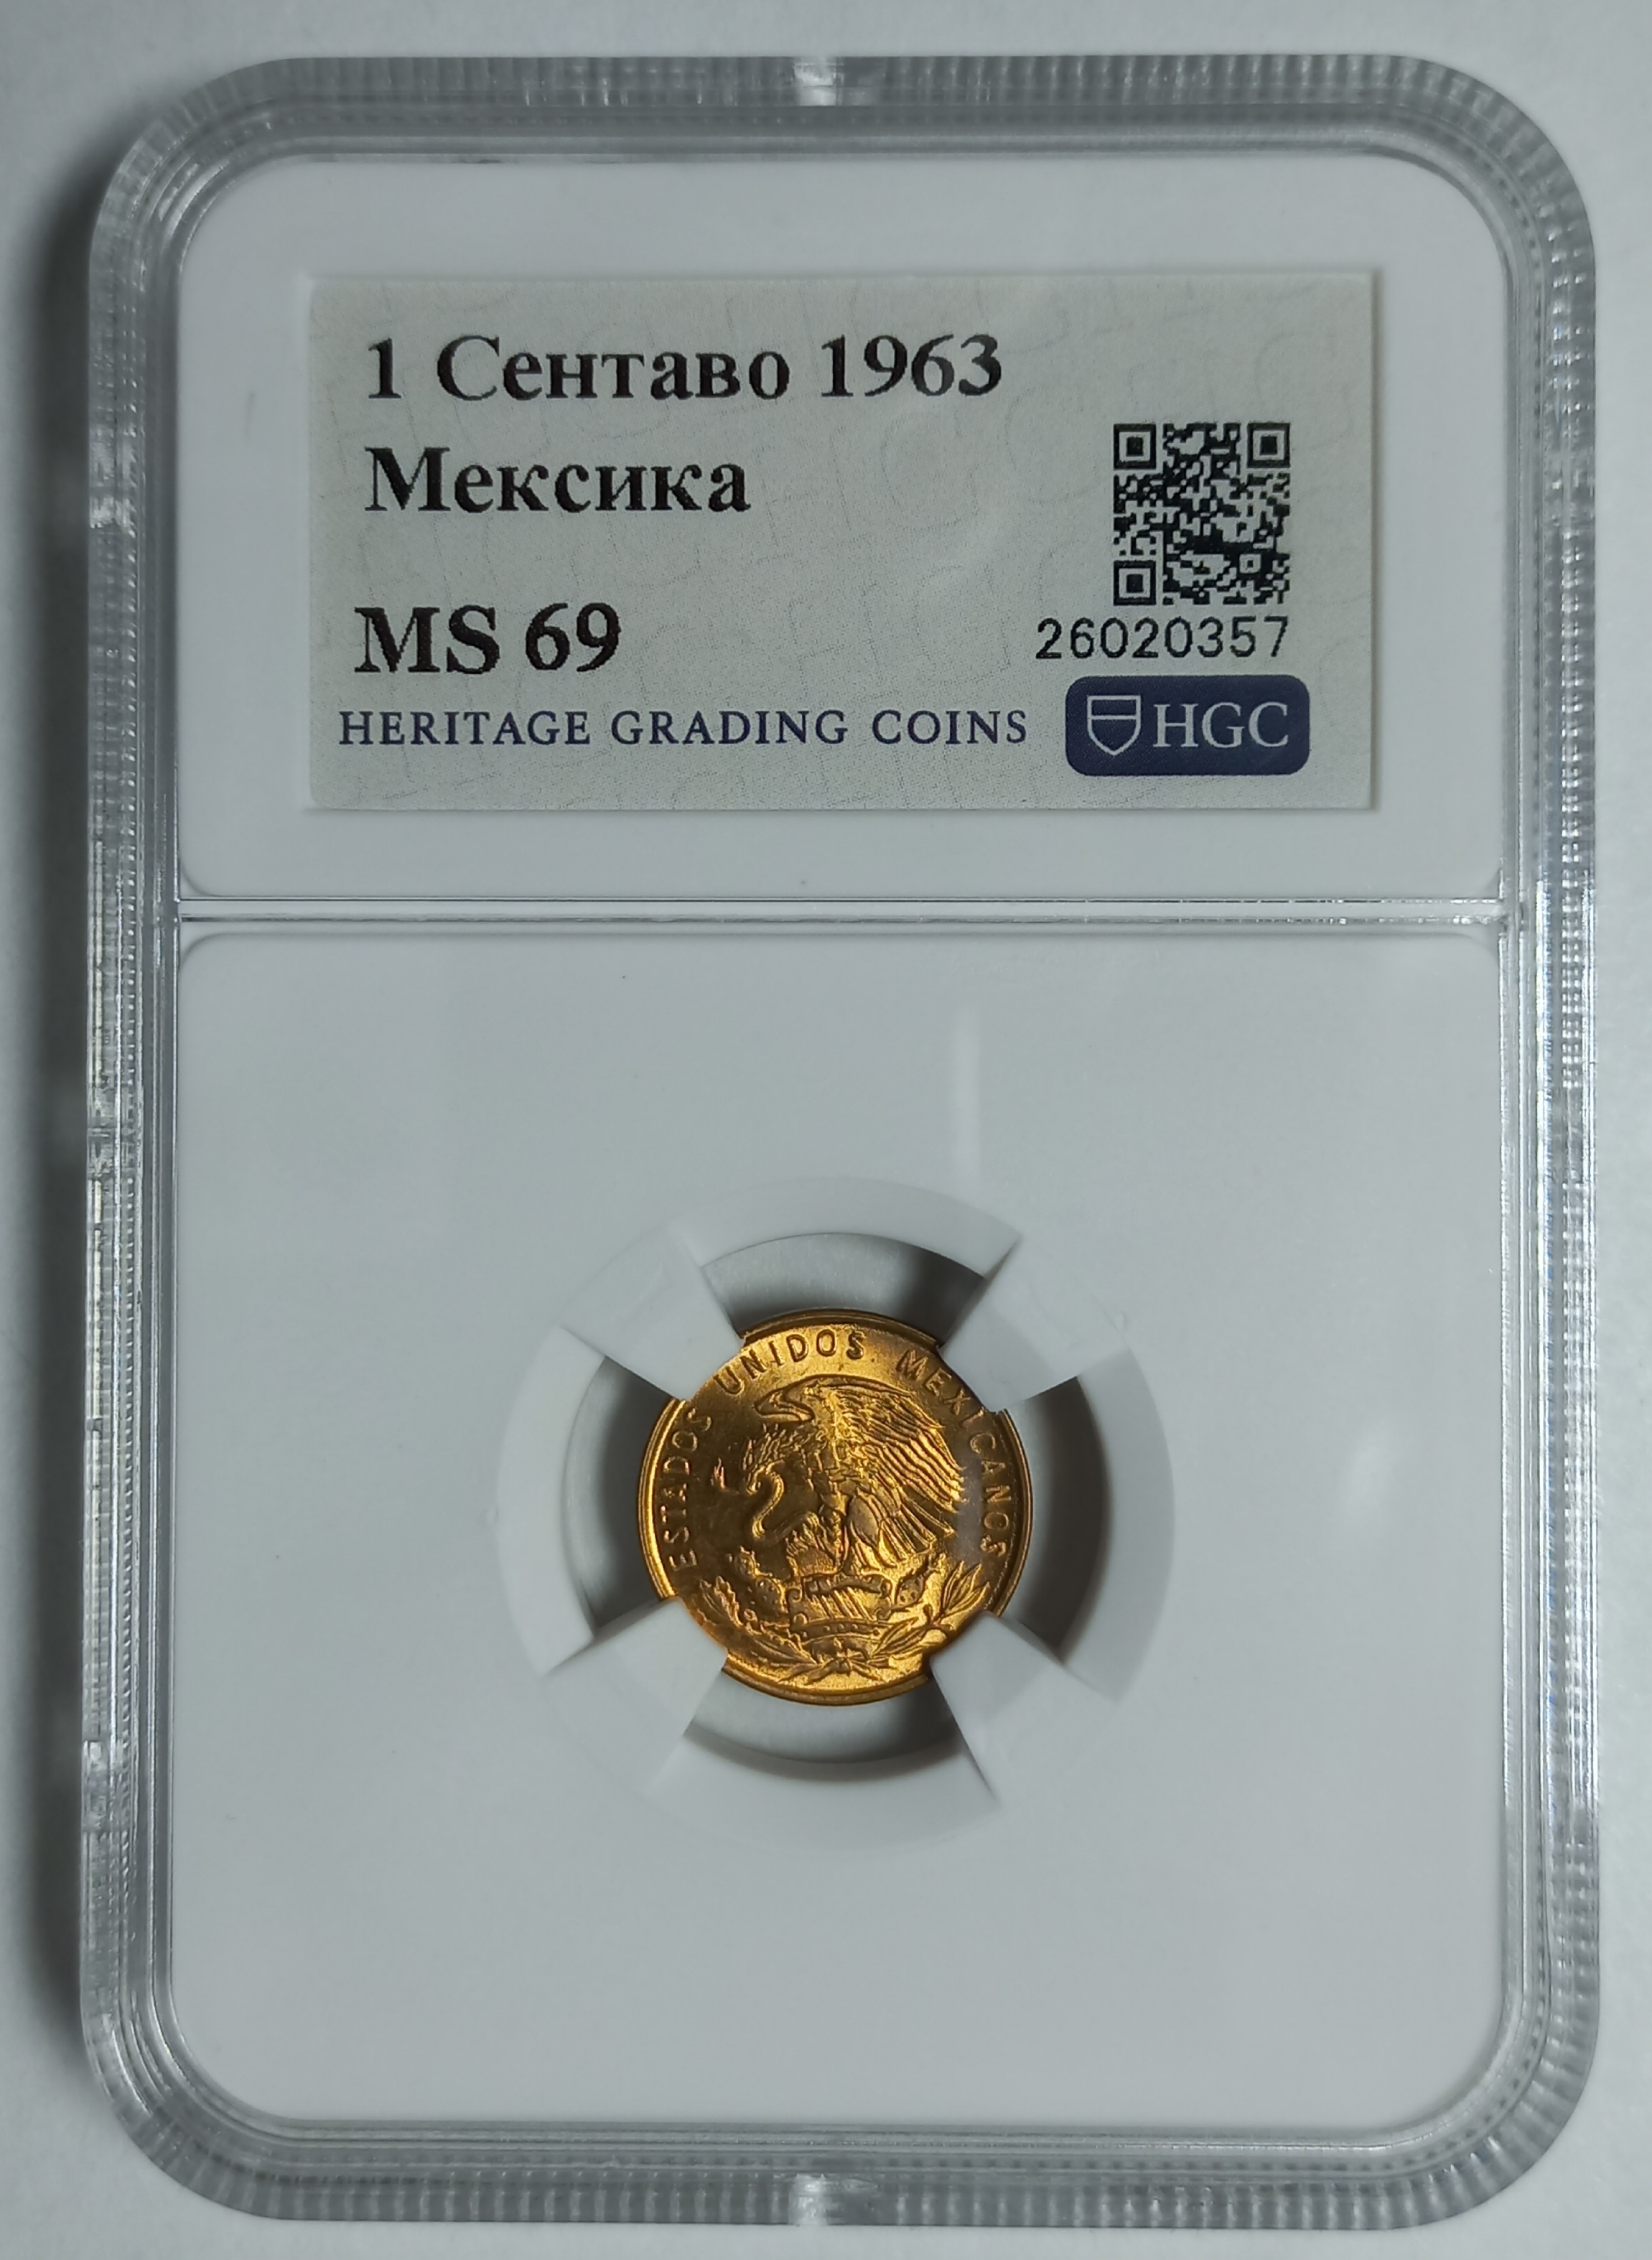 1 Сентаво 1963
Мексика
MS 69
26020357
HERITAGE GRADING COINS
HGC
ESTADOS UNIDOS MEXICANOS